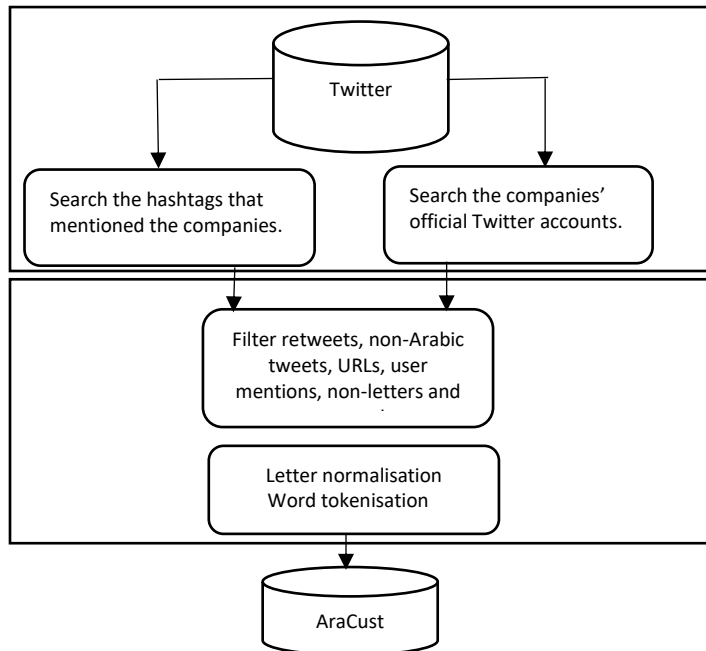 Twitter
Search the hashtags that
mentioned the companies.
Search the companies’
official Twitter accounts.
Filter retweets, non-Arabic
tweets, URLs, user
mentions, non-letters and
Letter normalisation
Word tokenisation
AraCust